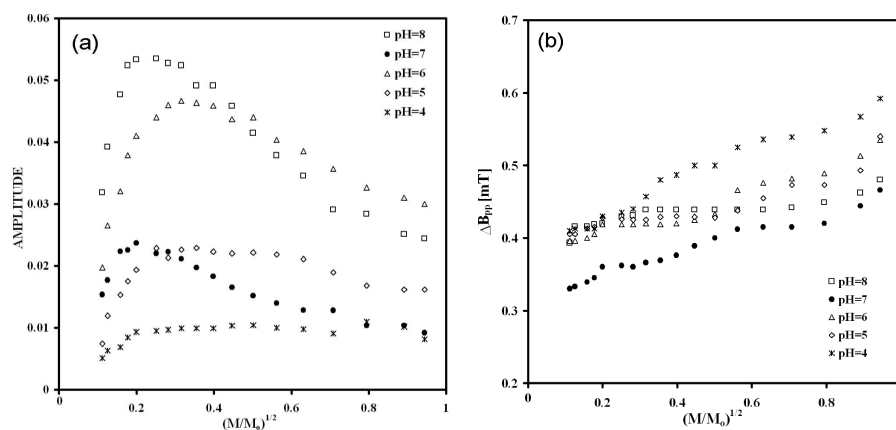 (a)
0.06
0.05
0.04
0.03
0.02
0.01
0
AMPLITUDE
0
0.2
0.4
0.6
0.8
1
(M/Mo)1/2
pH=8
pH=7
pH=6
pH=5
pH=4
(b)
0.7
0.6
0.5
0.4
0.3
0.2
ΔBpp [mT]
0
0.2
0.4
0.6
0.8
(M/Mo)1/2
pH=8
pH=7
pH=6
pH=5
pH=4